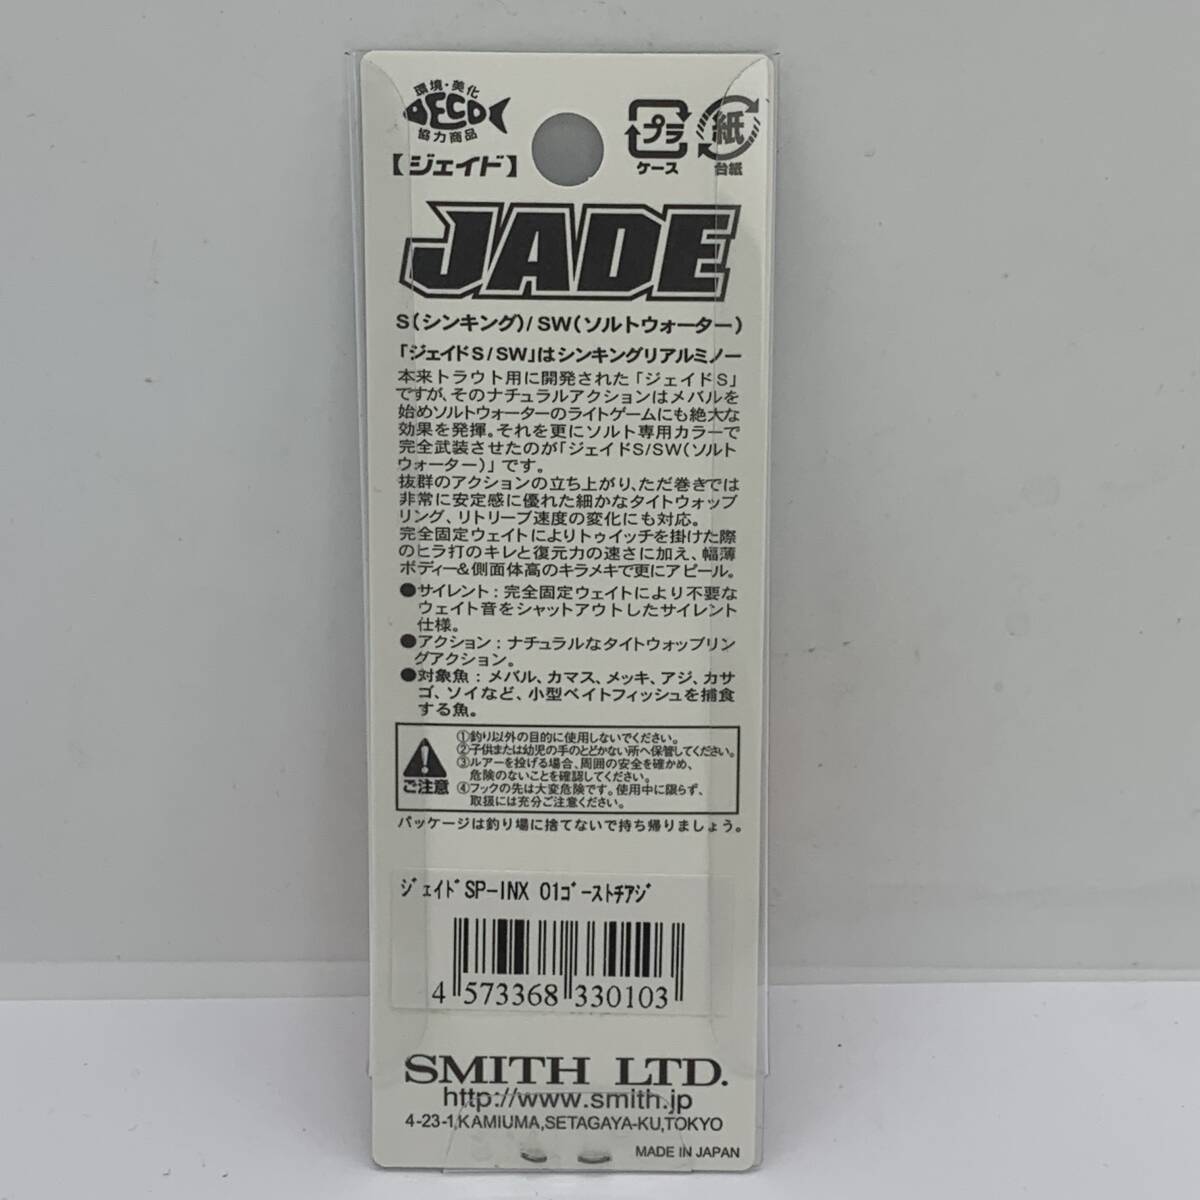 環境・美化
DECO
協力商品
【ジェイド】
プラ
ケース
紙
台紙
JADE
S(シンキング)/SW(ソルトウォーター)
「ジェイドS/SW」はシンキングリアルミノー
本来トラウト用に開発された「ジェイドS」
ですが、そのナチュラルアクションはメバルを
始めソルトウォーターのライトゲームにも絶大な
効果を発揮。それを更にソルト専用カラーで
完全武装させたのが「ジェイドS/SW(ソルト
ウォーター)」です。
抜群のアクションの立ち上がり、ただ巻きでは
非常に安定感に優れた細かなタイトウォッブ
リング、リトリーブ速度の変化にも対応。
完全固定ウェイトによりトゥイッチを掛けた際
のヒラ打のキレと復元力の速さに加え、幅薄
ボディー&側面体高のキラメキで更にアピール。
●サイレント:完全固定ウェイトにより不要な
ウェイト音をシャットアウトしたサイレント
仕様。
●アクション:ナチュラルなタイトウォッブリン
グアクション。
●対象魚:メバル、カマス、メッキ、アジ、カサ
ゴ、ソイなど、小型ベイトフィッシュを捕食
する魚。
ご注意
①釣り以外の目的に使用しないでください。
②子供または幼児の手のとどかない所へ保管してください。
③ルアーを投げる場合、周囲の安全を確かめ、
危険のないことを確認してください。
④フックの先は大変危険です。使用中に限らず、
取扱には充分ご注意ください。
パッケージは釣り場に捨てないで持ち帰りましょう。
ｼﾞｪｲﾄﾞSP-INX 01ｺﾞｰｽﾄﾁｱｼﾞ
4 573368 330103
SMITH LTD.
http://www.smith.jp
4-23-1,KAMIUMA,SETAGAYA-KU,TOKYO
MADE IN JAPAN